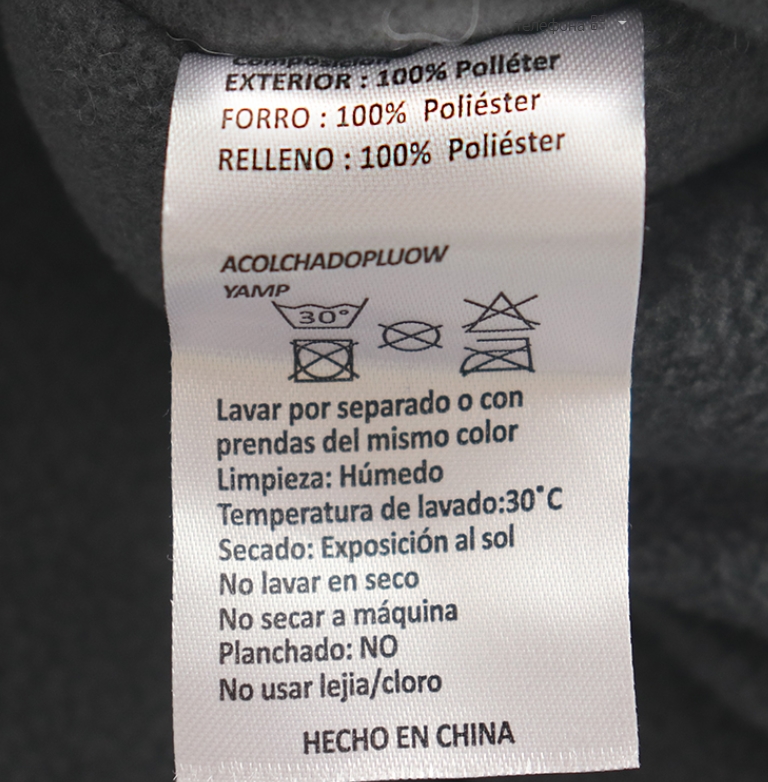 Composición
EXTERIOR : 100% Polléter
FORRO : 100% Poliéster
RELLENO : 100% Poliéster
ACOLCHADOPLUOW
YAMP
30°
Lavar por separado o con
prendas del mismo color
Limpieza: Húmedo
Temperatura de lavado:30°C
Secado: Exposición al sol
No lavar en seco
No secar a máquina
Planchado: NO
No usar lejia/cloro
HECHO EN CHINA